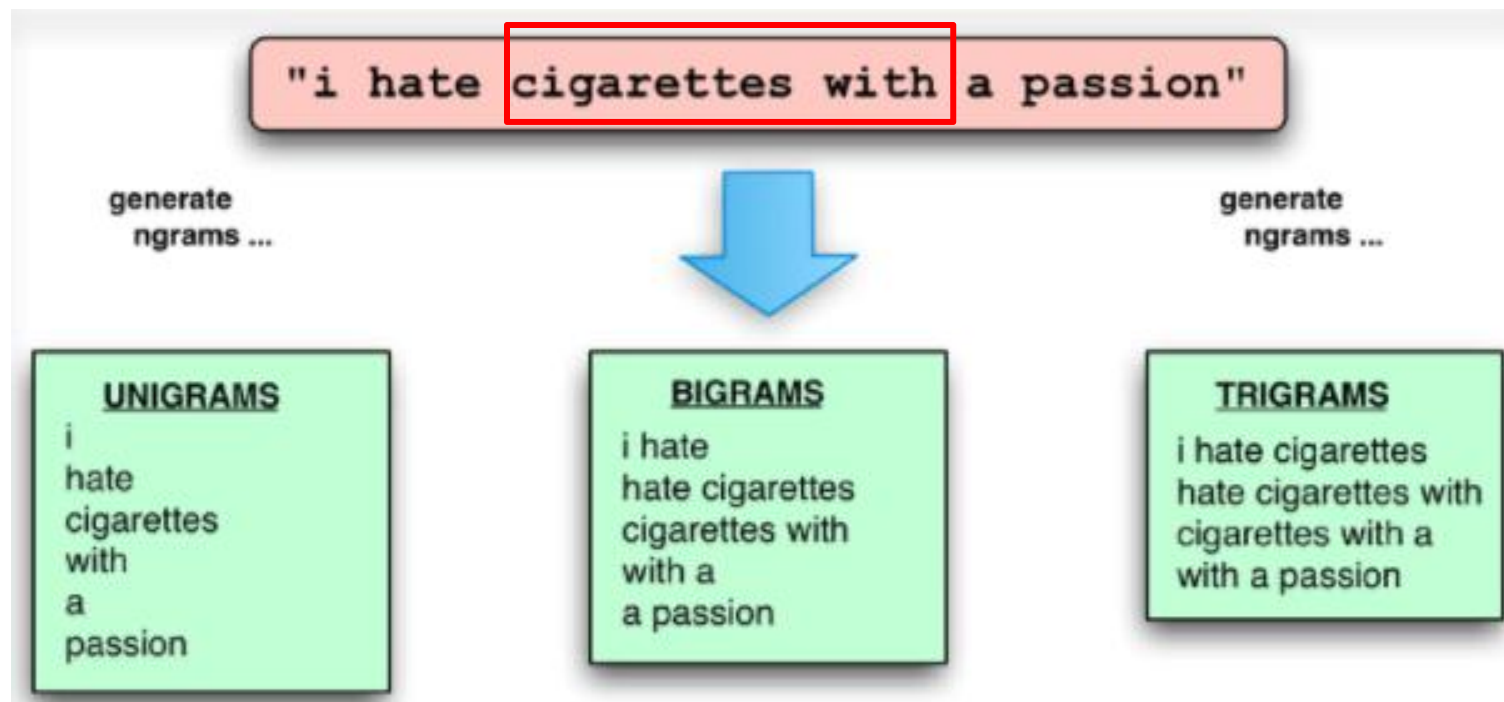 "i hate cigarettes with a passion"
generate
ngrams ...
generate
ngrams ...
UNIGRAMS
i
hate
cigarettes
with
a
passion
BIGRAMS
i hate
hate cigarettes
cigarettes with
with a
a passion
TRIGRAMS
i hate cigarettes
hate cigarettes with
cigarettes with a
with a passion